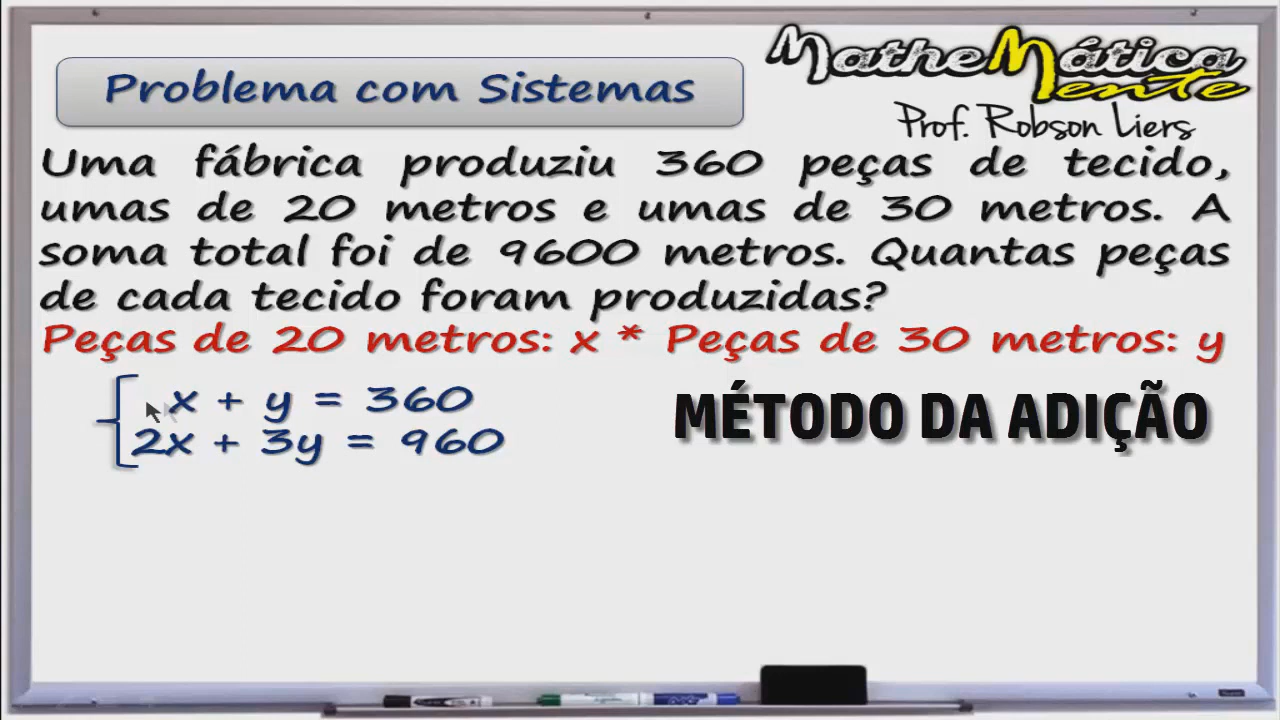 Problema com Sistemas
MatheMática
mente
Prof. Robson Liers
Uma fábrica produziu 360 peças de tecido,
umas de 20 metros e umas de 30 metros. A
soma total foi de 9600 metros. Quantas peças
de cada tecido foram produzidas?
Peças de 20 metros: x * Peças de 30 metros: y
x + y = 360
2x + 3y = 960
MÉTODO DA ADIÇÃO